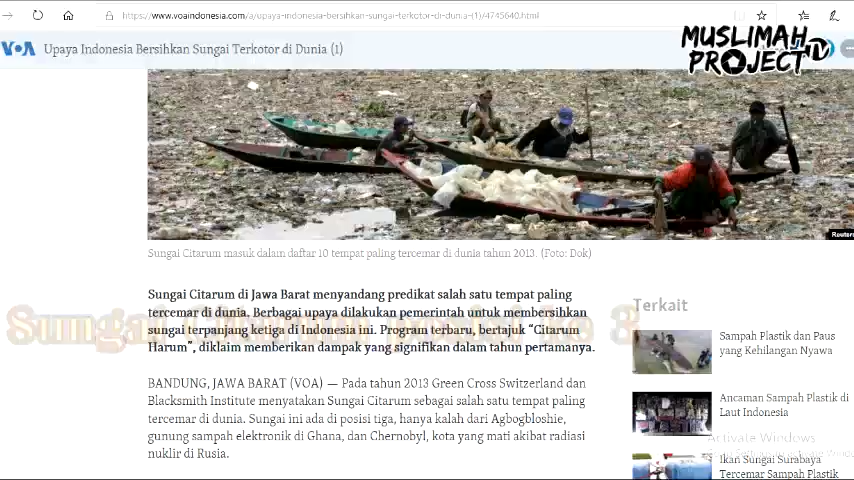 https://www.voaindonesia.com/a/upaya-indonesia-bersihkan-sungai-terkotor-di-dunia-(1)/4745640.html
VOA Upaya Indonesia Bersihkan Sungai Terkotor di Dunia (1)
MUSLIMAH
PROJECT TV
Reuters
Sungai Citarum masuk dalam daftar 10 tempat paling tercemar di dunia tahun 2013. (Foto: Dok)
Sungai Citarum di Jawa Barat menyandang predikat salah satu tempat paling
tercemar di dunia. Berbagai upaya dilakukan pemerintah untuk membersihkan
sungai terpanjang ketiga di Indonesia ini. Program terbaru, bertajuk “Citarum
Harum”, diklaim memberikan dampak yang signifikan dalam tahun pertamanya.
BANDUNG, JAWA BARAT (VOA) — Pada tahun 2013 Green Cross Switzerland dan
Blacksmith Institute menyatakan Sungai Citarum sebagai salah satu tempat paling
tercemar di dunia. Sungai ini ada di posisi tiga, hanya kalah dari Agbogbloshie,
gunung sampah elektronik di Ghana, dan Chernobyl, kota yang mati akibat radiasi
nuklir di Rusia.
Sungai Citarum ke 3
Terkait
Sampah Plastik dan Paus
yang Kehilangan Nyawa
Ancaman Sampah Plastik di
Laut Indonesia
Activate Windows
Ikan Sungai Surabaya
Tercemar Sampah Plastik